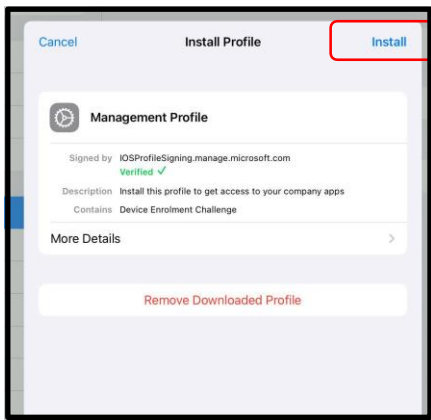 Cancel Install Profile Install
Management Profile
Signed by IOSProfileSigning.manage.microsoft.com
Verified ✓
Description Install this profile to get access to your company apps
Contains Device Enrolment Challenge
More Details
Remove Downloaded Profile